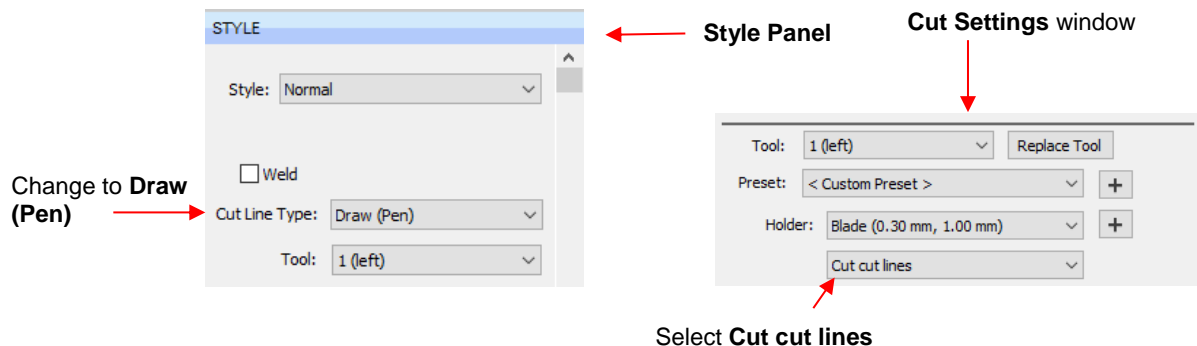 STYLE
Style: Normal
Weld
Change to Draw
(Pen)
Cut Line Type: Draw (Pen)
Tool: 1 (left)
Style Panel
Cut Settings window
Tool: 1 (left) Replace Tool
Preset: < Custom Preset > +
Holder: Blade (0.30 mm, 1.00 mm) +
Cut cut lines
Select Cut cut lines